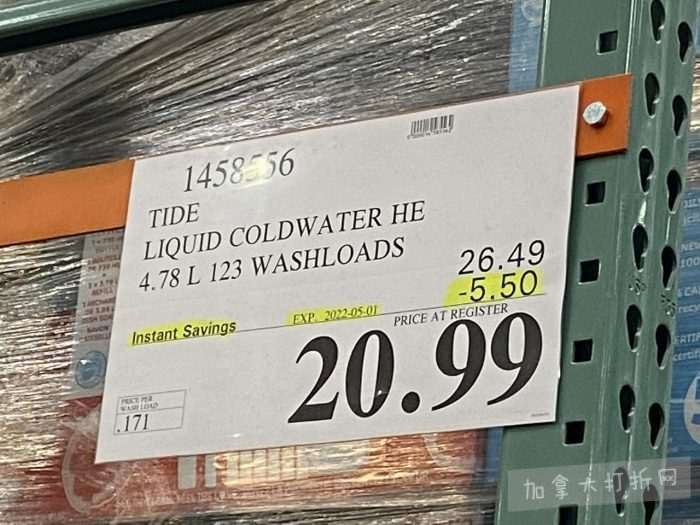 1458556
TIDE
LIQUID COLDWATER HE
4.78 L 123 WASHLOADS
26.49
-5.50
Instant Savings
EXP. 2022-05-01
PRICE AT REGISTER
20.99
PRICE PER
WASH LOAD
.171
加拿大打折网